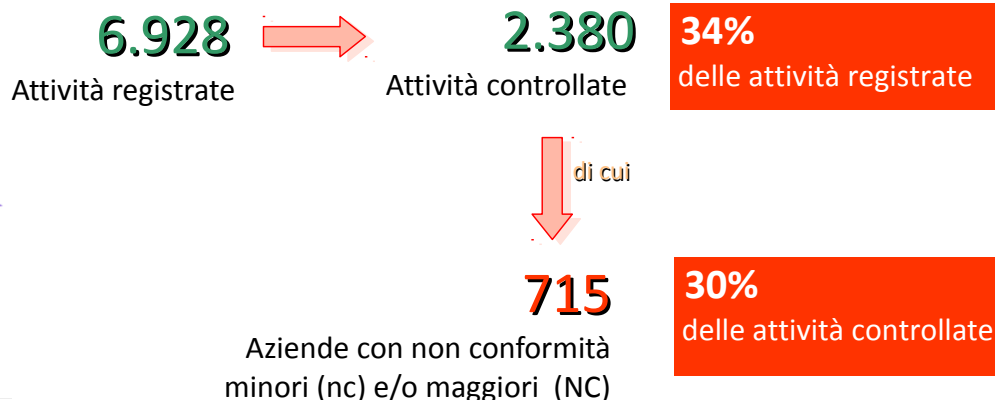 6.928
Attività registrate
2.380
Attività controllate
34%
delle attività registrate
di cui
715
Aziende con non conformità
minori (nc) e/o maggiori (NC)
30%
delle attività controllate